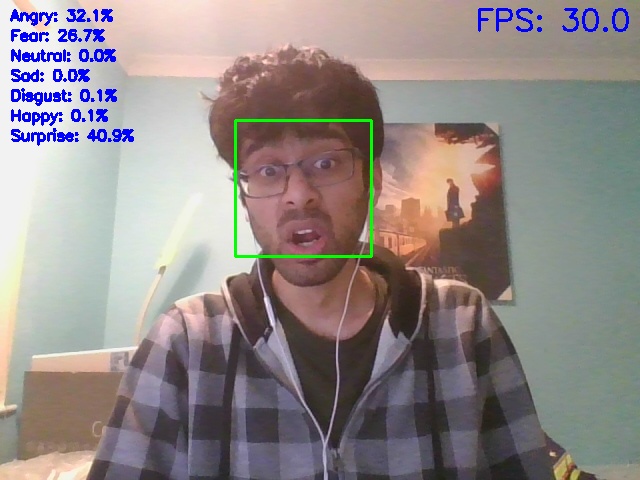 Angry: 32.1%
Fear: 26.7%
Neutral: 0.0%
Sad: 0.0%
Disgust: 0.1%
Happy: 0.1%
Surprise: 40.9%
FPS: 30.0
FANTASTIC